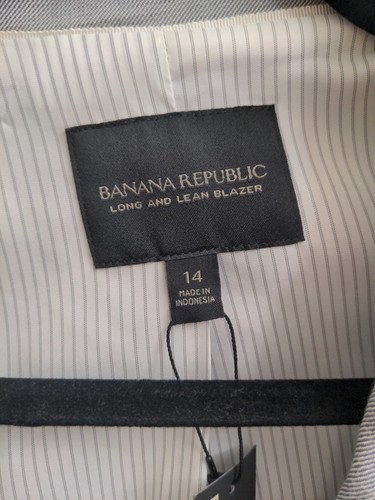 BANANA REPUBLIC
LONG AND LEAN BLAZER
14
MADE IN
INDONESIA